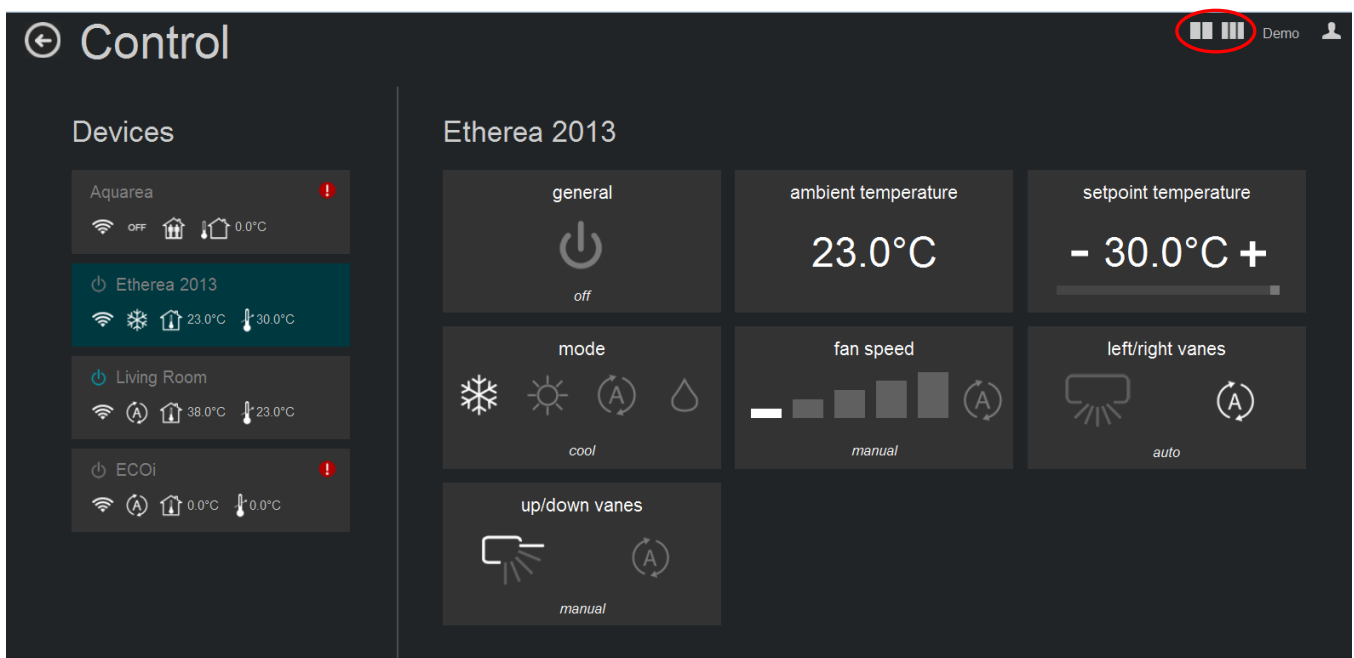 Control
Demo
Devices
Aquarea
OFF 0.0°C
Etherea 2013
23.0°C 30.0°C
Living Room
A 38.0°C 23.0°C
ECOi
A 0.0°C 0.0°C
Etherea 2013
general
off
ambient temperature
23.0°C
setpoint temperature
- 30.0°C +
mode
A
cool
fan speed
A
manual
left/right vanes
A
auto
up/down vanes
A
manual